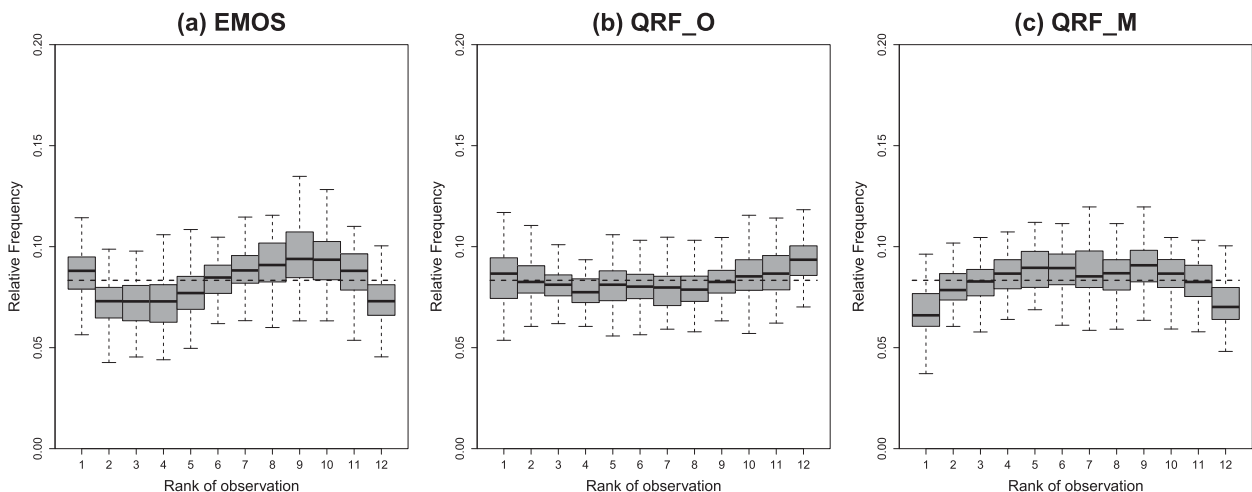 (a) EMOS
(b) QRF_O
(c) QRF_M
Relative Frequency
0.00 0.05 0.10 0.15 0.20
1 2 3 4 5 6 7 8 9 10 11 12
Rank of observation
Relative Frequency
0.00 0.05 0.10 0.15 0.20
1 2 3 4 5 6 7 8 9 10 11 12
Rank of observation
Relative Frequency
0.00 0.05 0.10 0.15 0.20
1 2 3 4 5 6 7 8 9 10 11 12
Rank of observation